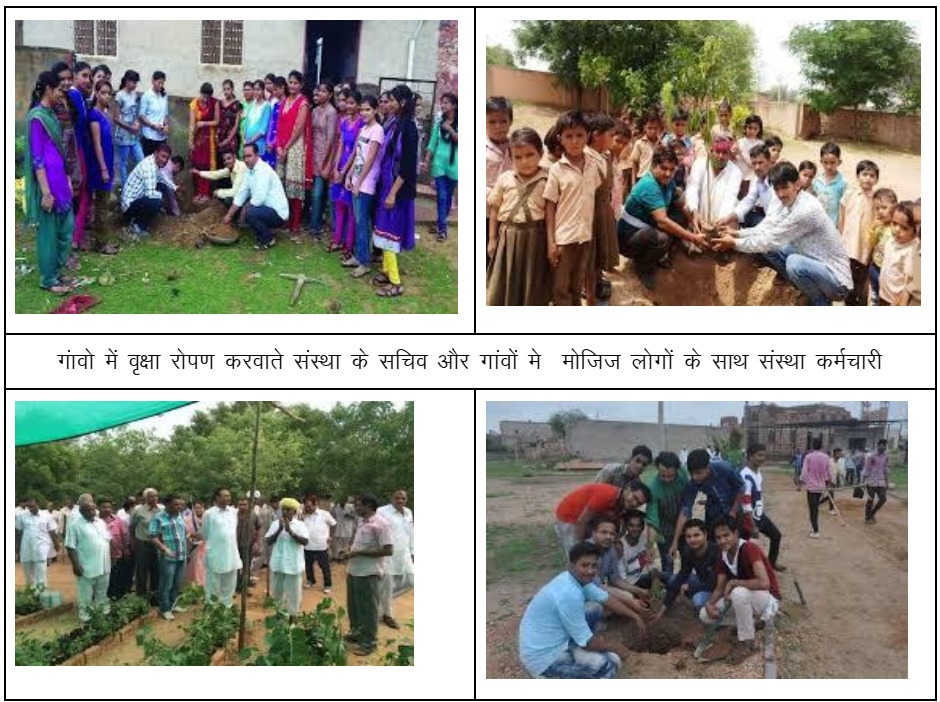 गांवो में वृक्षा रोपण करवाते संस्था के सचिव और गांवों मे मोजिज लोगों के साथ संस्था कर्मचारी